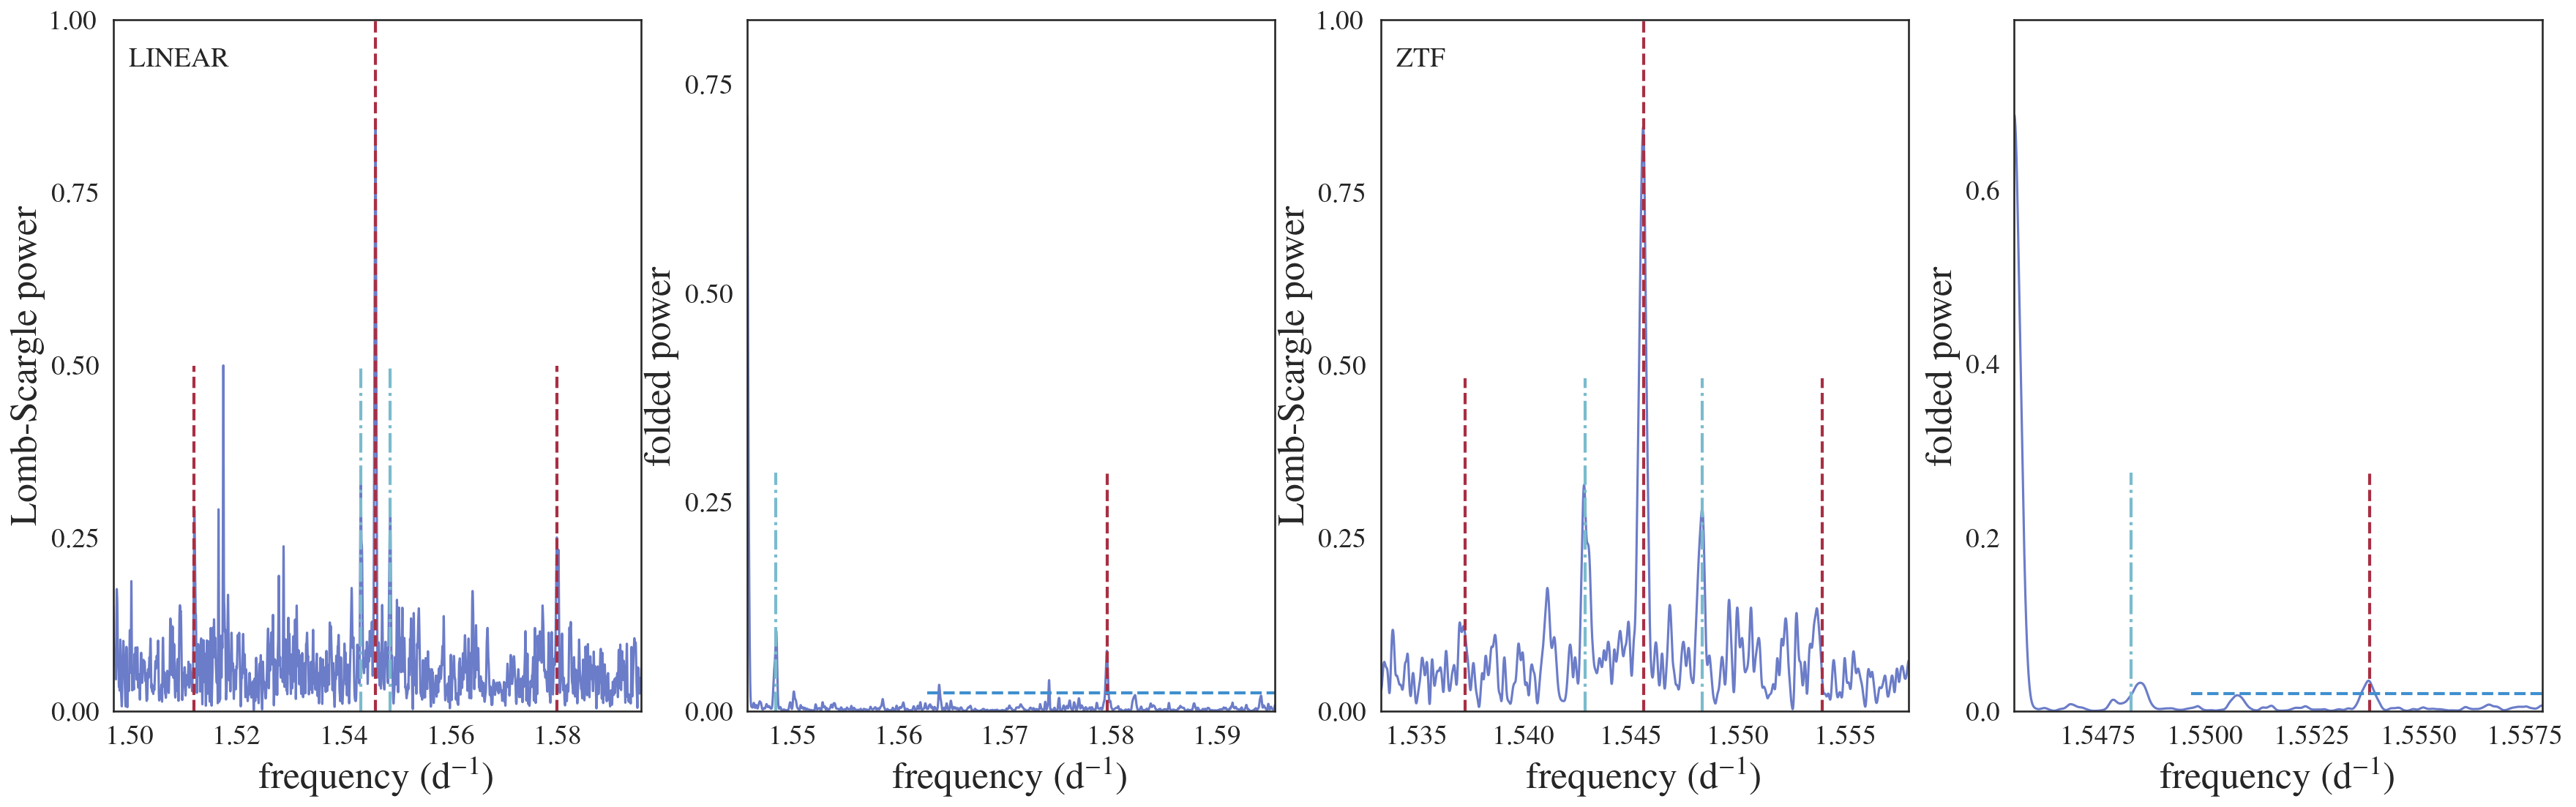 LINEAR
Lomb-Scargle power
1.00
0.75
0.50
0.25
0.00
1.50 1.52 1.54 1.56 1.58
frequency (d⁻¹)
folded power
0.75
0.50
0.25
0.00
1.55 1.56 1.57 1.58 1.59
frequency (d⁻¹)
ZTF
Lomb-Scargle power
1.00
0.75
0.50
0.25
0.00
1.535 1.540 1.545 1.550 1.555
frequency (d⁻¹)
folded power
0.6
0.4
0.2
0.0
1.5475 1.5500 1.5525 1.5550 1.5575
frequency (d⁻¹)